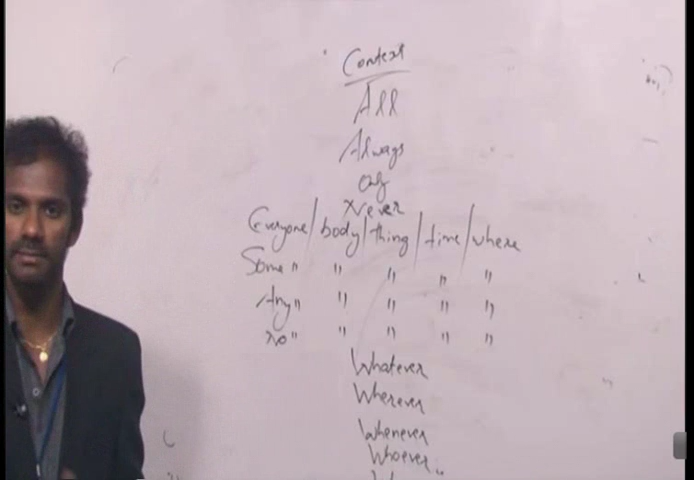 Context
All
Always
Only
Never
Everyone/body/thing/time/where
Some " " " " "
Any " " " " "
No " " " " "
Whatever
Wherever
Whenever
Whoever